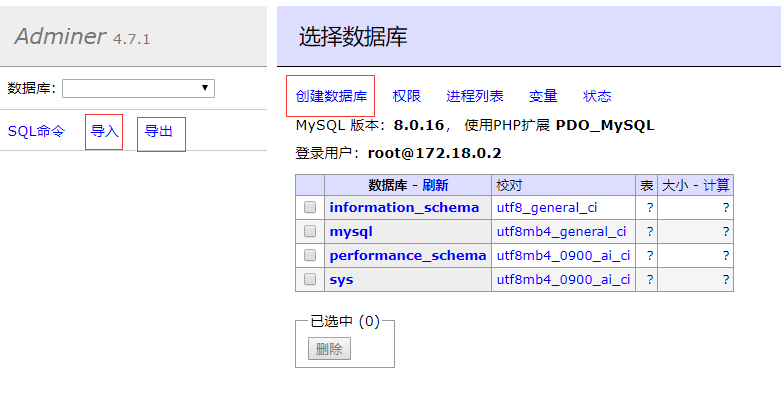 Adminer 4.7.1
数据库:
SQL命令 导入 导出
选择数据库
创建数据库 权限 进程列表 变量 状态
MySQL 版本：8.0.16， 使用PHP扩展 PDO_MySQL
登录用户：root@172.18.0.2
数据库 - 刷新 校对 表 大小 - 计算
information_schema utf8_general_ci ? ?
mysql utf8mb4_general_ci ? ?
performance_schema utf8mb4_0900_ai_ci ? ?
sys utf8mb4_0900_ai_ci ? ?
已选中 (0)
删除